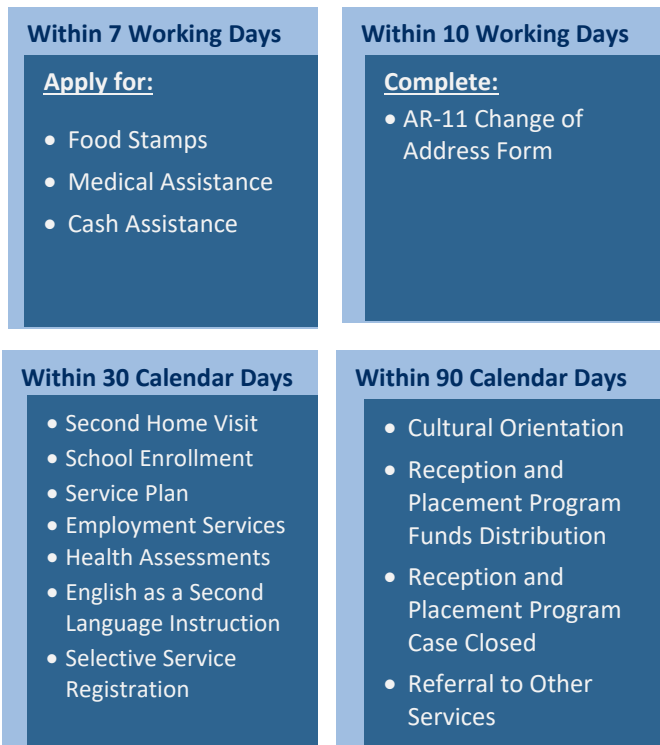 Within 7 Working Days
Apply for:
• Food Stamps
• Medical Assistance
• Cash Assistance
Within 10 Working Days
Complete:
• AR-11 Change of
Address Form
Within 30 Calendar Days
• Second Home Visit
• School Enrollment
• Service Plan
• Employment Services
• Health Assessments
• English as a Second
Language Instruction
• Selective Service
Registration
Within 90 Calendar Days
• Cultural Orientation
• Reception and
Placement Program
Funds Distribution
• Reception and
Placement Program
Case Closed
• Referral to Other
Services